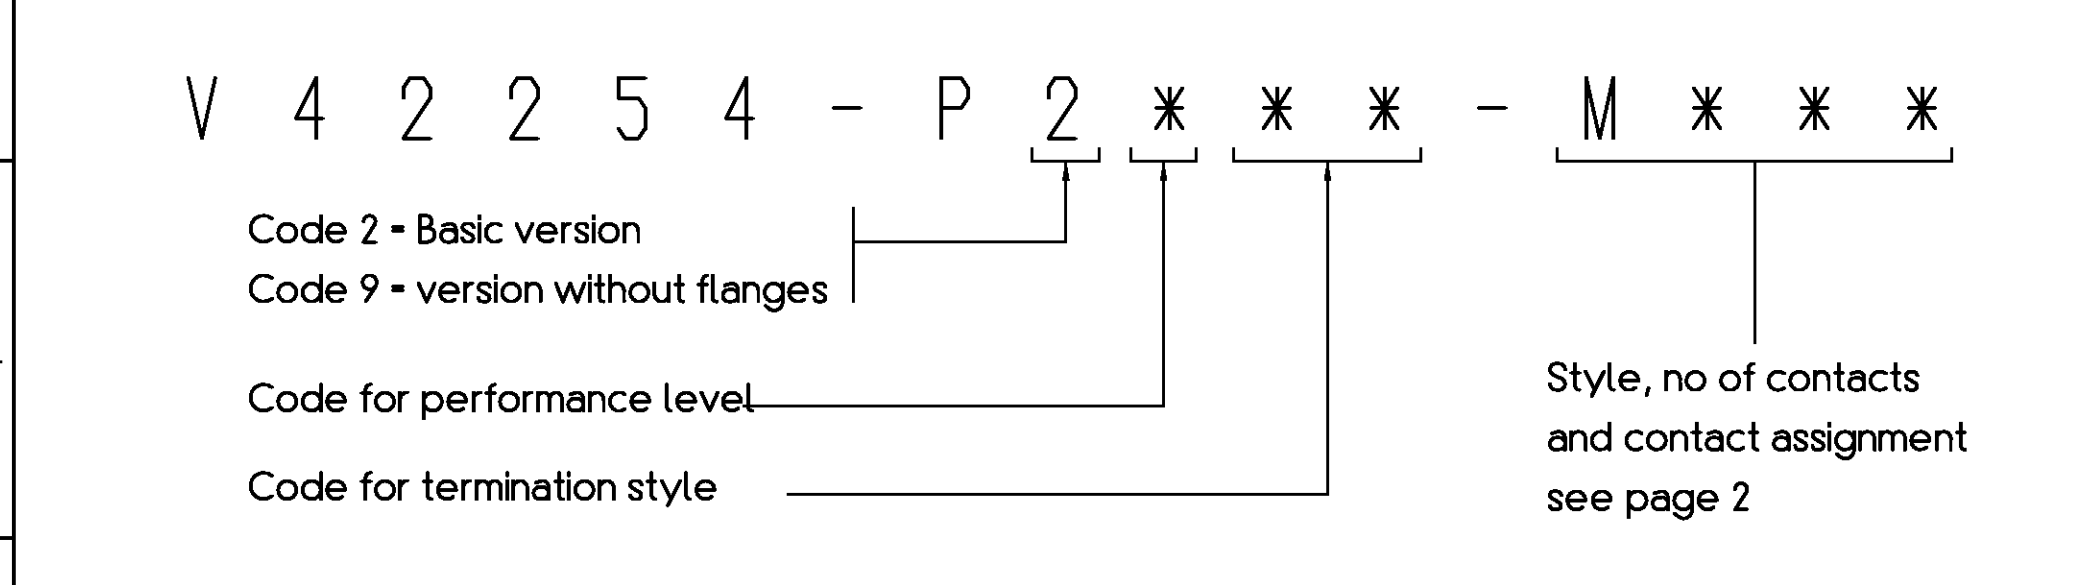 V 4 2 2 5 4 - P 2 * * * - M * * *
Code 2 = Basic version
Code 9 = version without flanges
Code for performance level
Code for termination style
Style, no of contacts
and contact assignment
see page 2